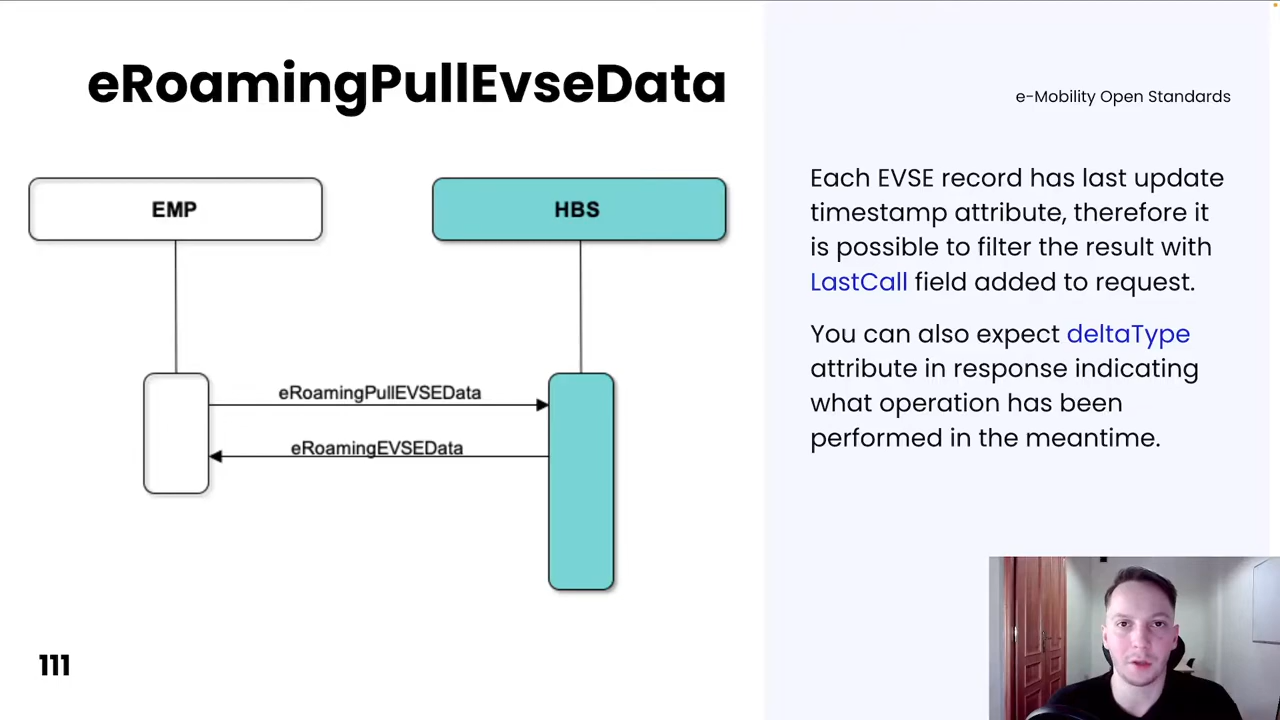 eRoamingPullEvseData
e-Mobility Open Standards
EMP
HBS
eRoamingPullEVSEData
eRoamingEVSEData
Each EVSE record has last update
timestamp attribute, therefore it
is possible to filter the result with
LastCall field added to request.
You can also expect deltaType
attribute in response indicating
what operation has been
performed in the meantime.
111